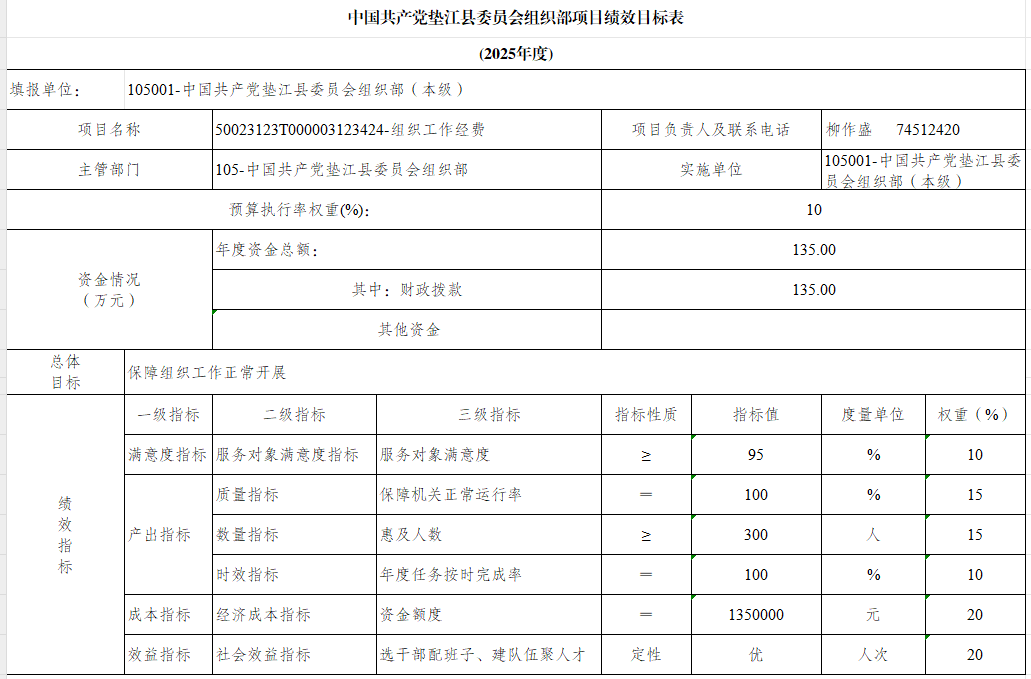 中国共产党垫江县委员会组织部项目绩效目标表
(2025年度)
填报单位： 105001-中国共产党垫江县委员会组织部（本级）
项目名称 50023123T000003123424-组织工作经费 项目负责人及联系电话 柳作盛 74512420
主管部门 105-中国共产党垫江县委员会组织部 实施单位 105001-中国共产党垫江县委
员会组织部（本级）
预算执行率权重(%)： 10
年度资金总额： 135.00
资金情况
（万元）
其中：财政拨款 135.00
其他资金
总体
目标
保障组织工作正常开展
一级指标 二级指标 三级指标 指标性质 指标值 度量单位 权重（%）
满意度指标 服务对象满意度指标 服务对象满意度 ≥ 95 % 10
绩
效
指
标
产出指标
质量指标 保障机关正常运行率 ＝ 100 % 15
数量指标 惠及人数 ≥ 300 人 15
时效指标 年度任务按时完成率 ＝ 100 % 10
成本指标 经济成本指标 资金额度 ＝ 1350000 元 20
效益指标 社会效益指标 选干部配班子、建队伍聚人才 定性 优 人次 20